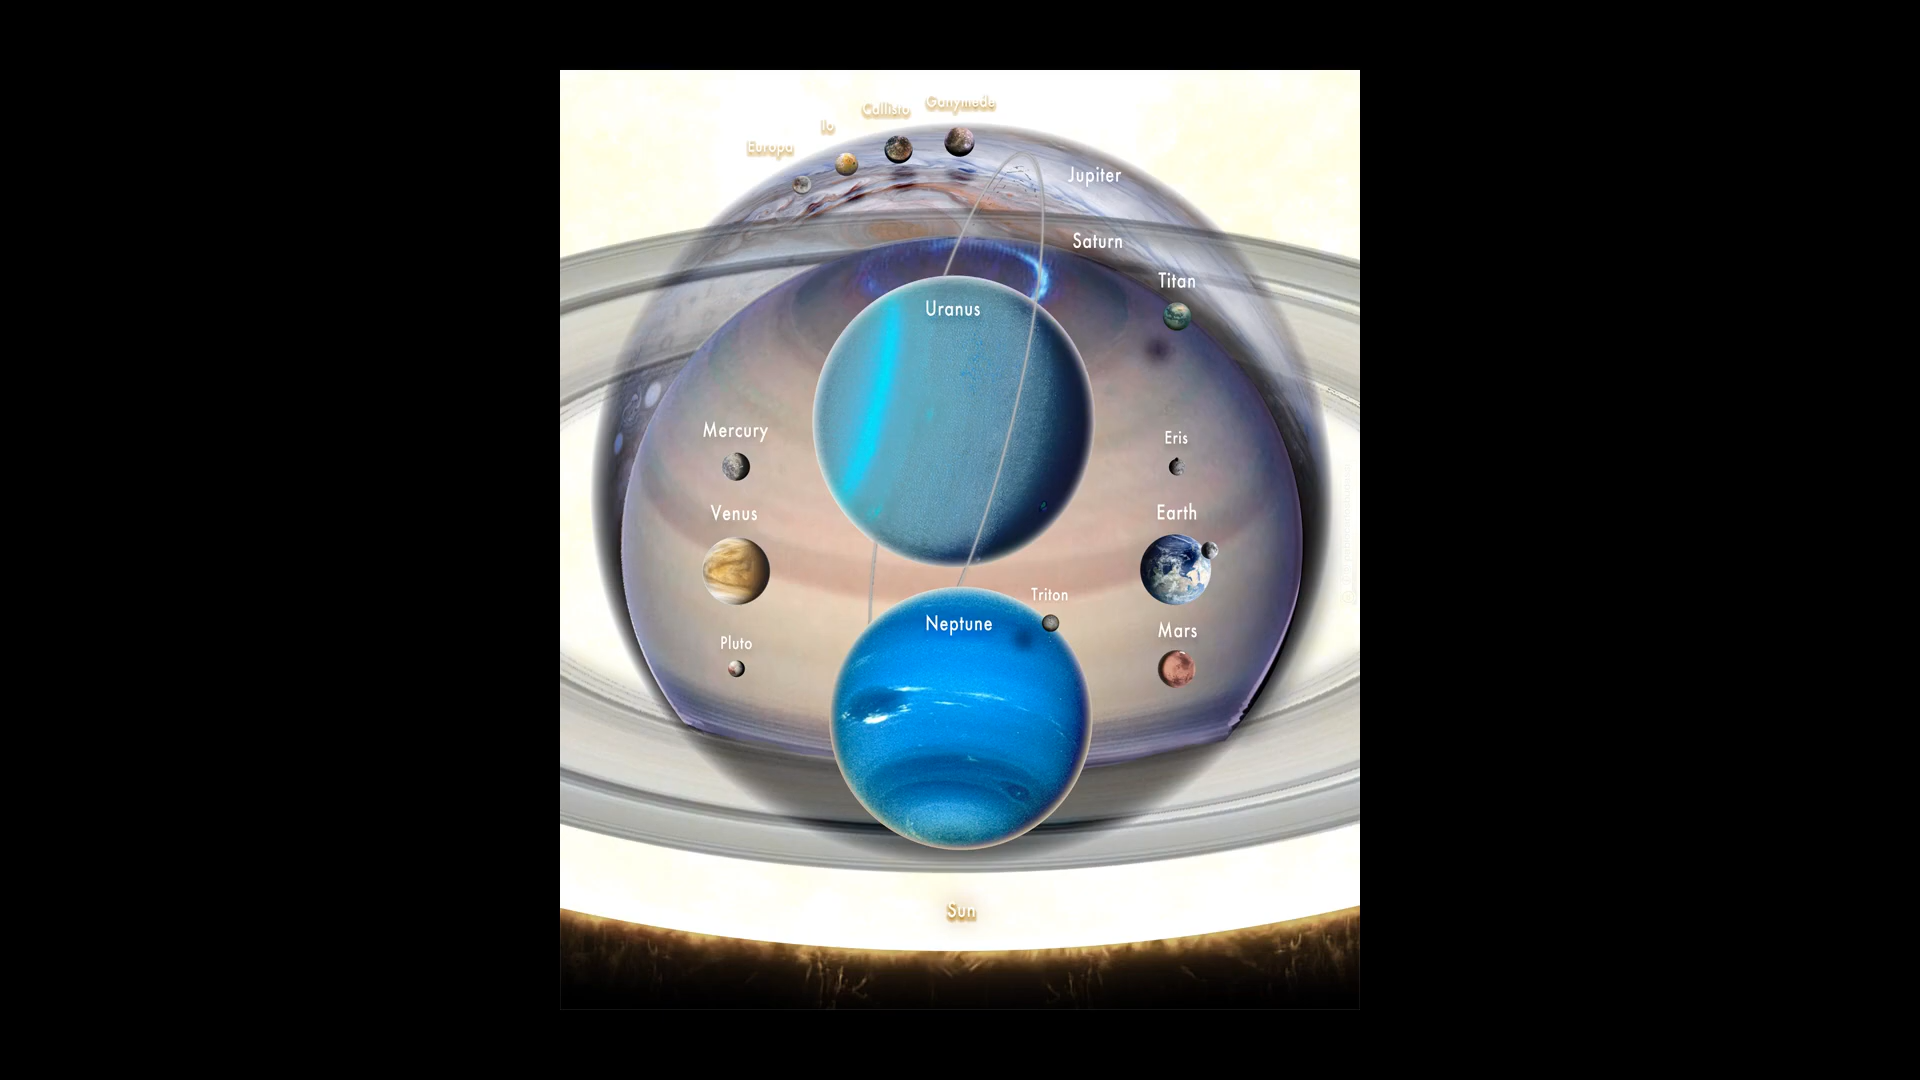 Ganymede
Callisto
Io
Europa
Jupiter
Saturn
Titan
Uranus
Mercury
Eris
Venus
Earth
Triton
Neptune
Mars
Pluto
Sun